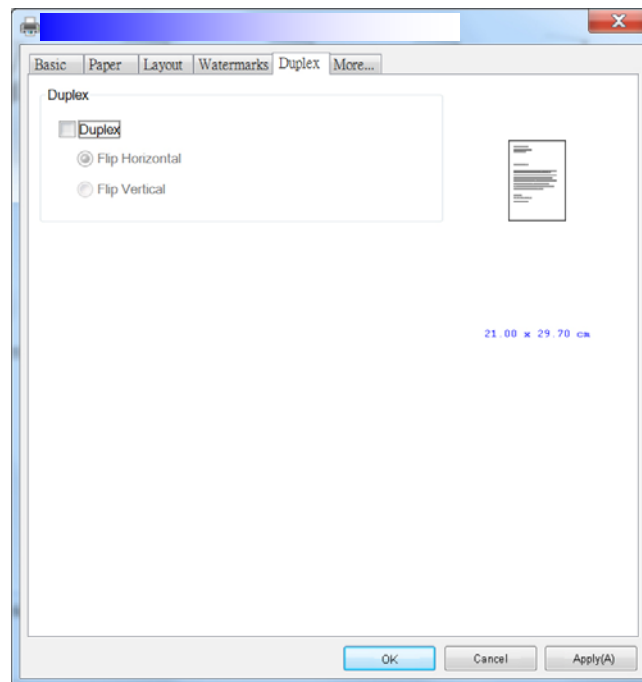 X
Basic Paper Layout Watermarks Duplex More...
Duplex
Duplex
Flip Horizontal
Flip Vertical
21.00 x 29.70 cm
OK Cancel Apply(A)